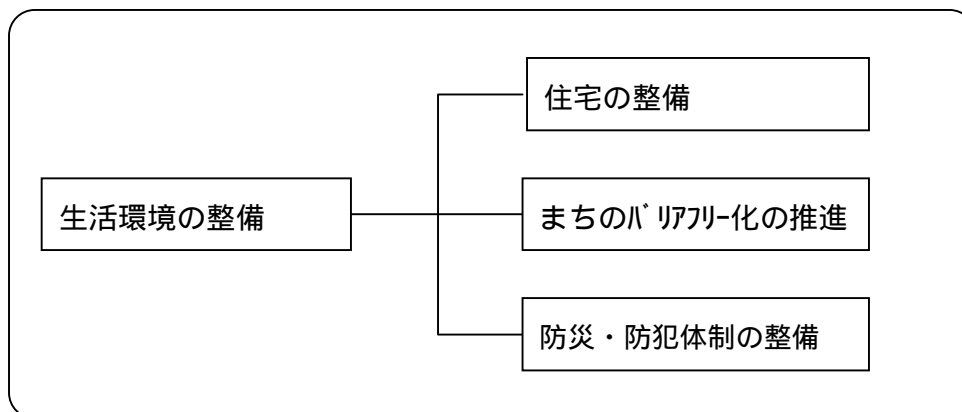 住宅の整備
生活環境の整備
まちのﾊﾞﾘｱﾌﾘｰ化の推進
防災・防犯体制の整備